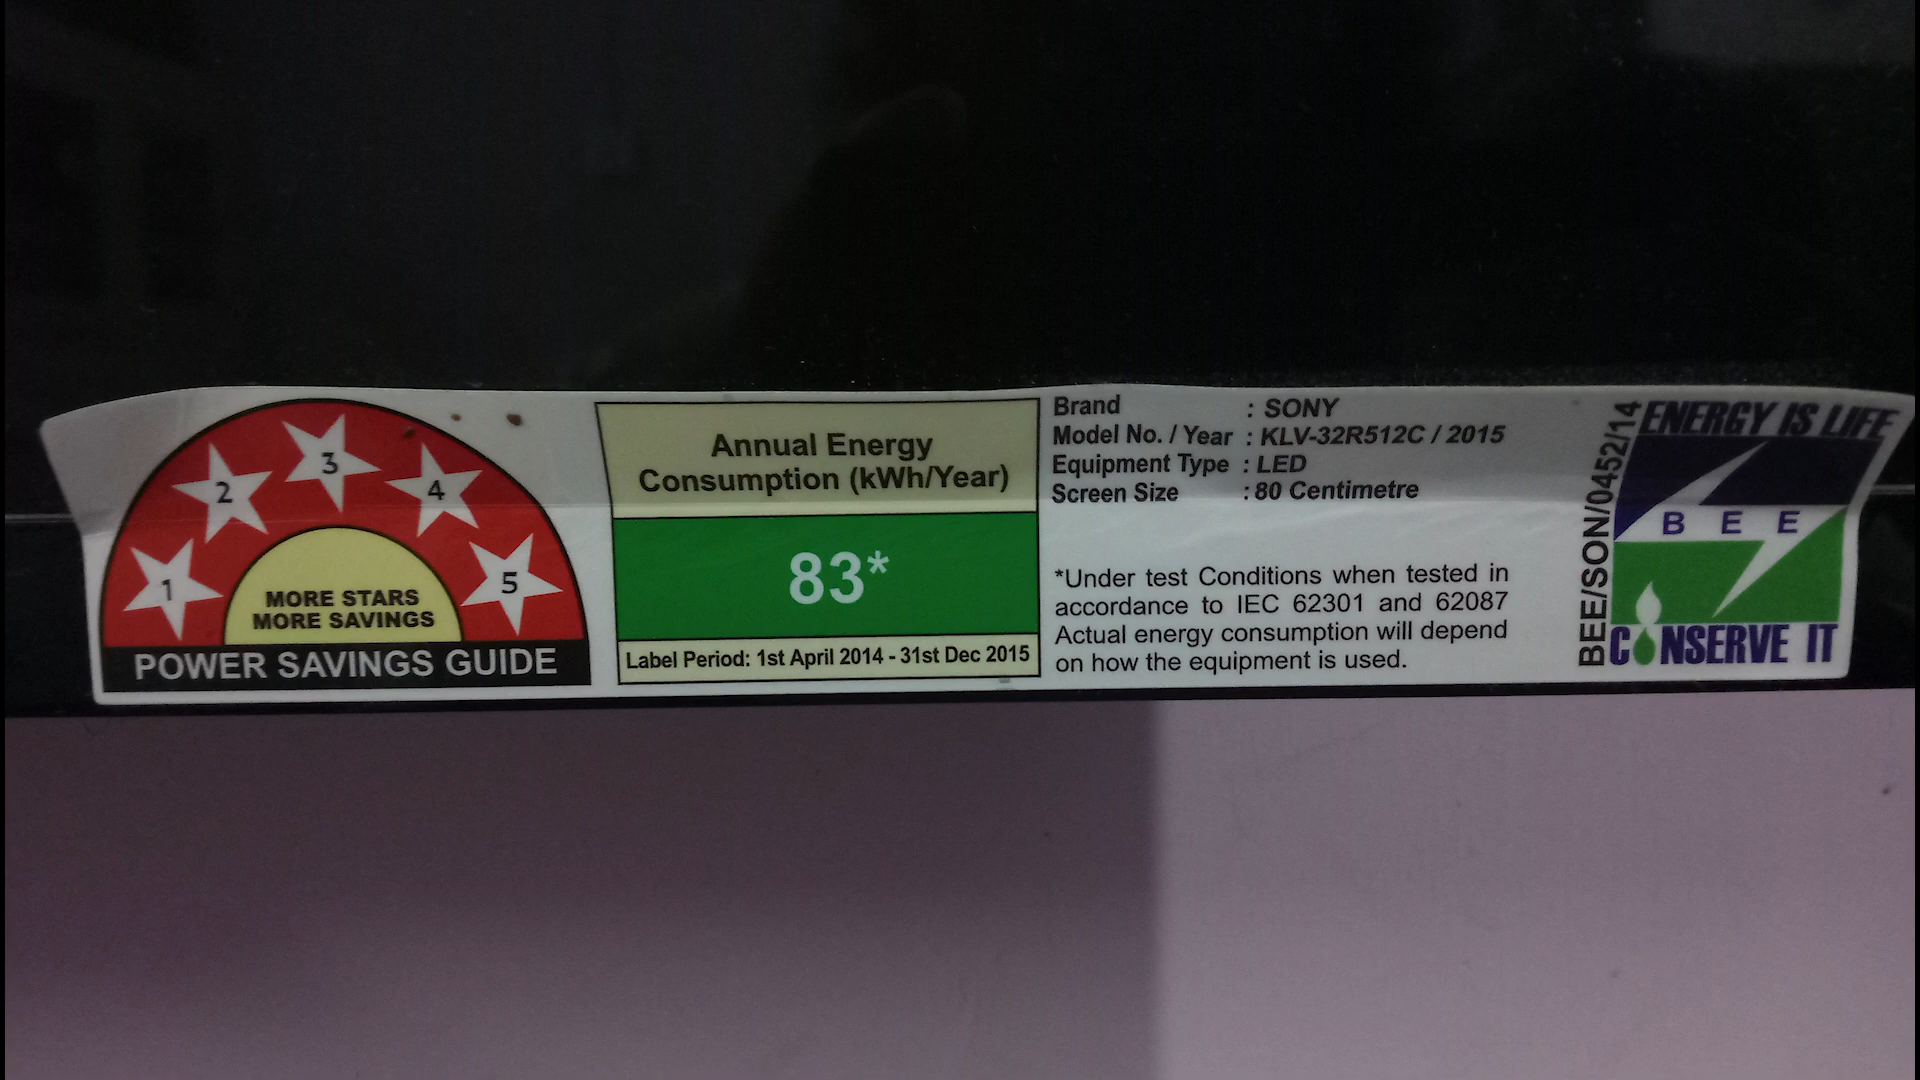 1
2
3
4
5
MORE STARS
MORE SAVINGS
POWER SAVINGS GUIDE
Annual Energy
Consumption (kWh/Year)
83*
Label Period: 1st April 2014 - 31st Dec 2015
Brand : SONY
Model No. / Year : KLV-32R512C / 2015
Equipment Type : LED
Screen Size : 80 Centimetre
*Under test Conditions when tested in
accordance to IEC 62301 and 62087
Actual energy consumption will depend
on how the equipment is used.
BEE/SON/0452/14
ENERGY IS LIFE
BEE
CONSERVE IT